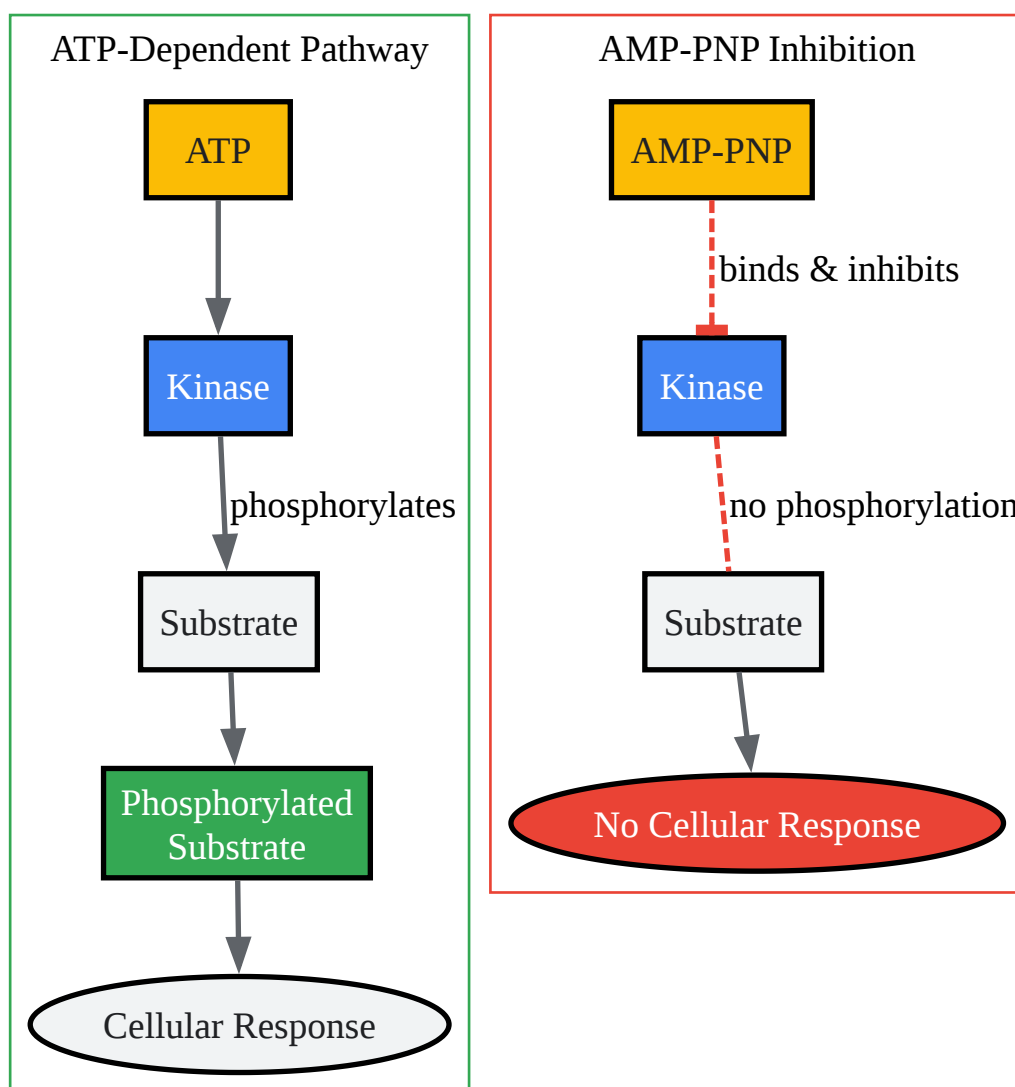 ATP-Dependent Pathway
ATP
Kinase
phosphorylates
Substrate
Phosphorylated
Substrate
Cellular Response
AMP-PNP Inhibition
AMP-PNP
binds & inhibits
Kinase
no phosphorylation
Substrate
No Cellular Response